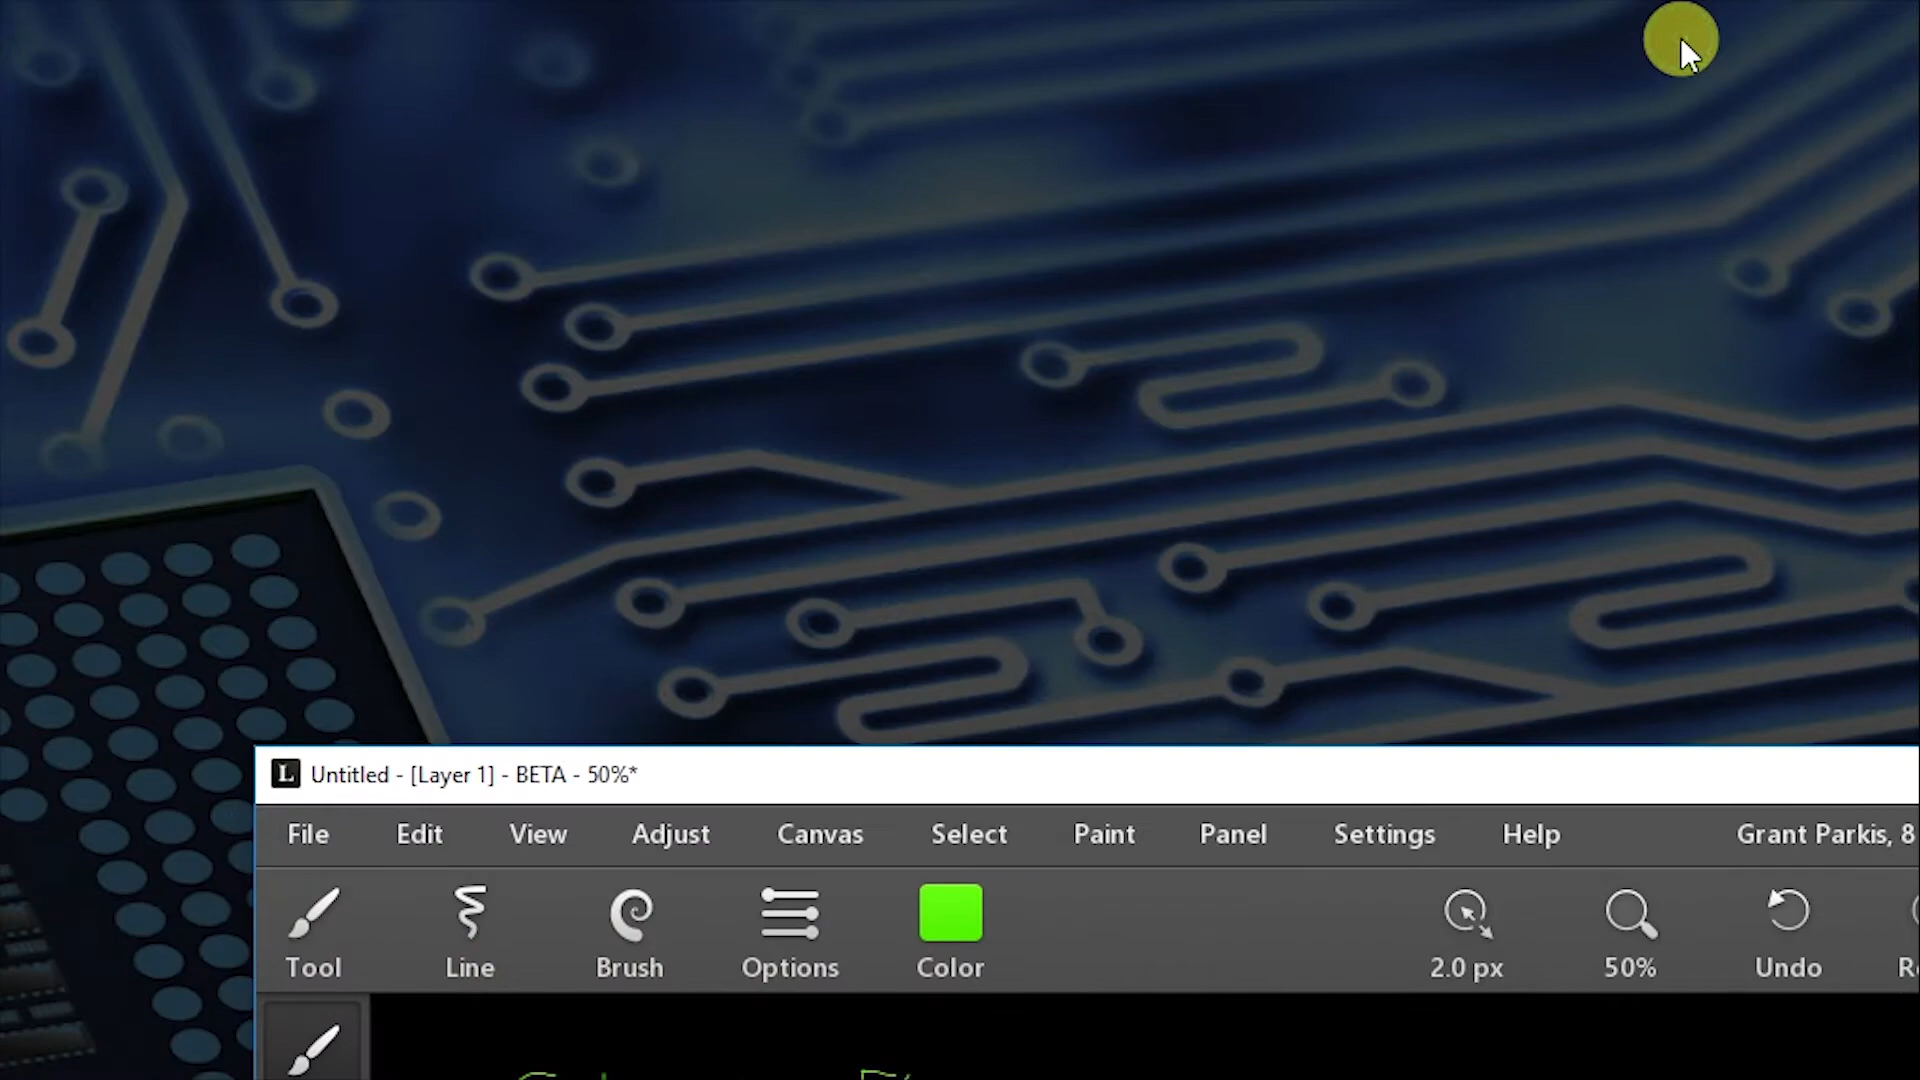 L Untitled - [Layer 1] - BETA - 50%*
File Edit View Adjust Canvas Select Paint Panel Settings Help Grant Parkis, 8
Tool Line Brush Options Color 2.0 px 50% Undo